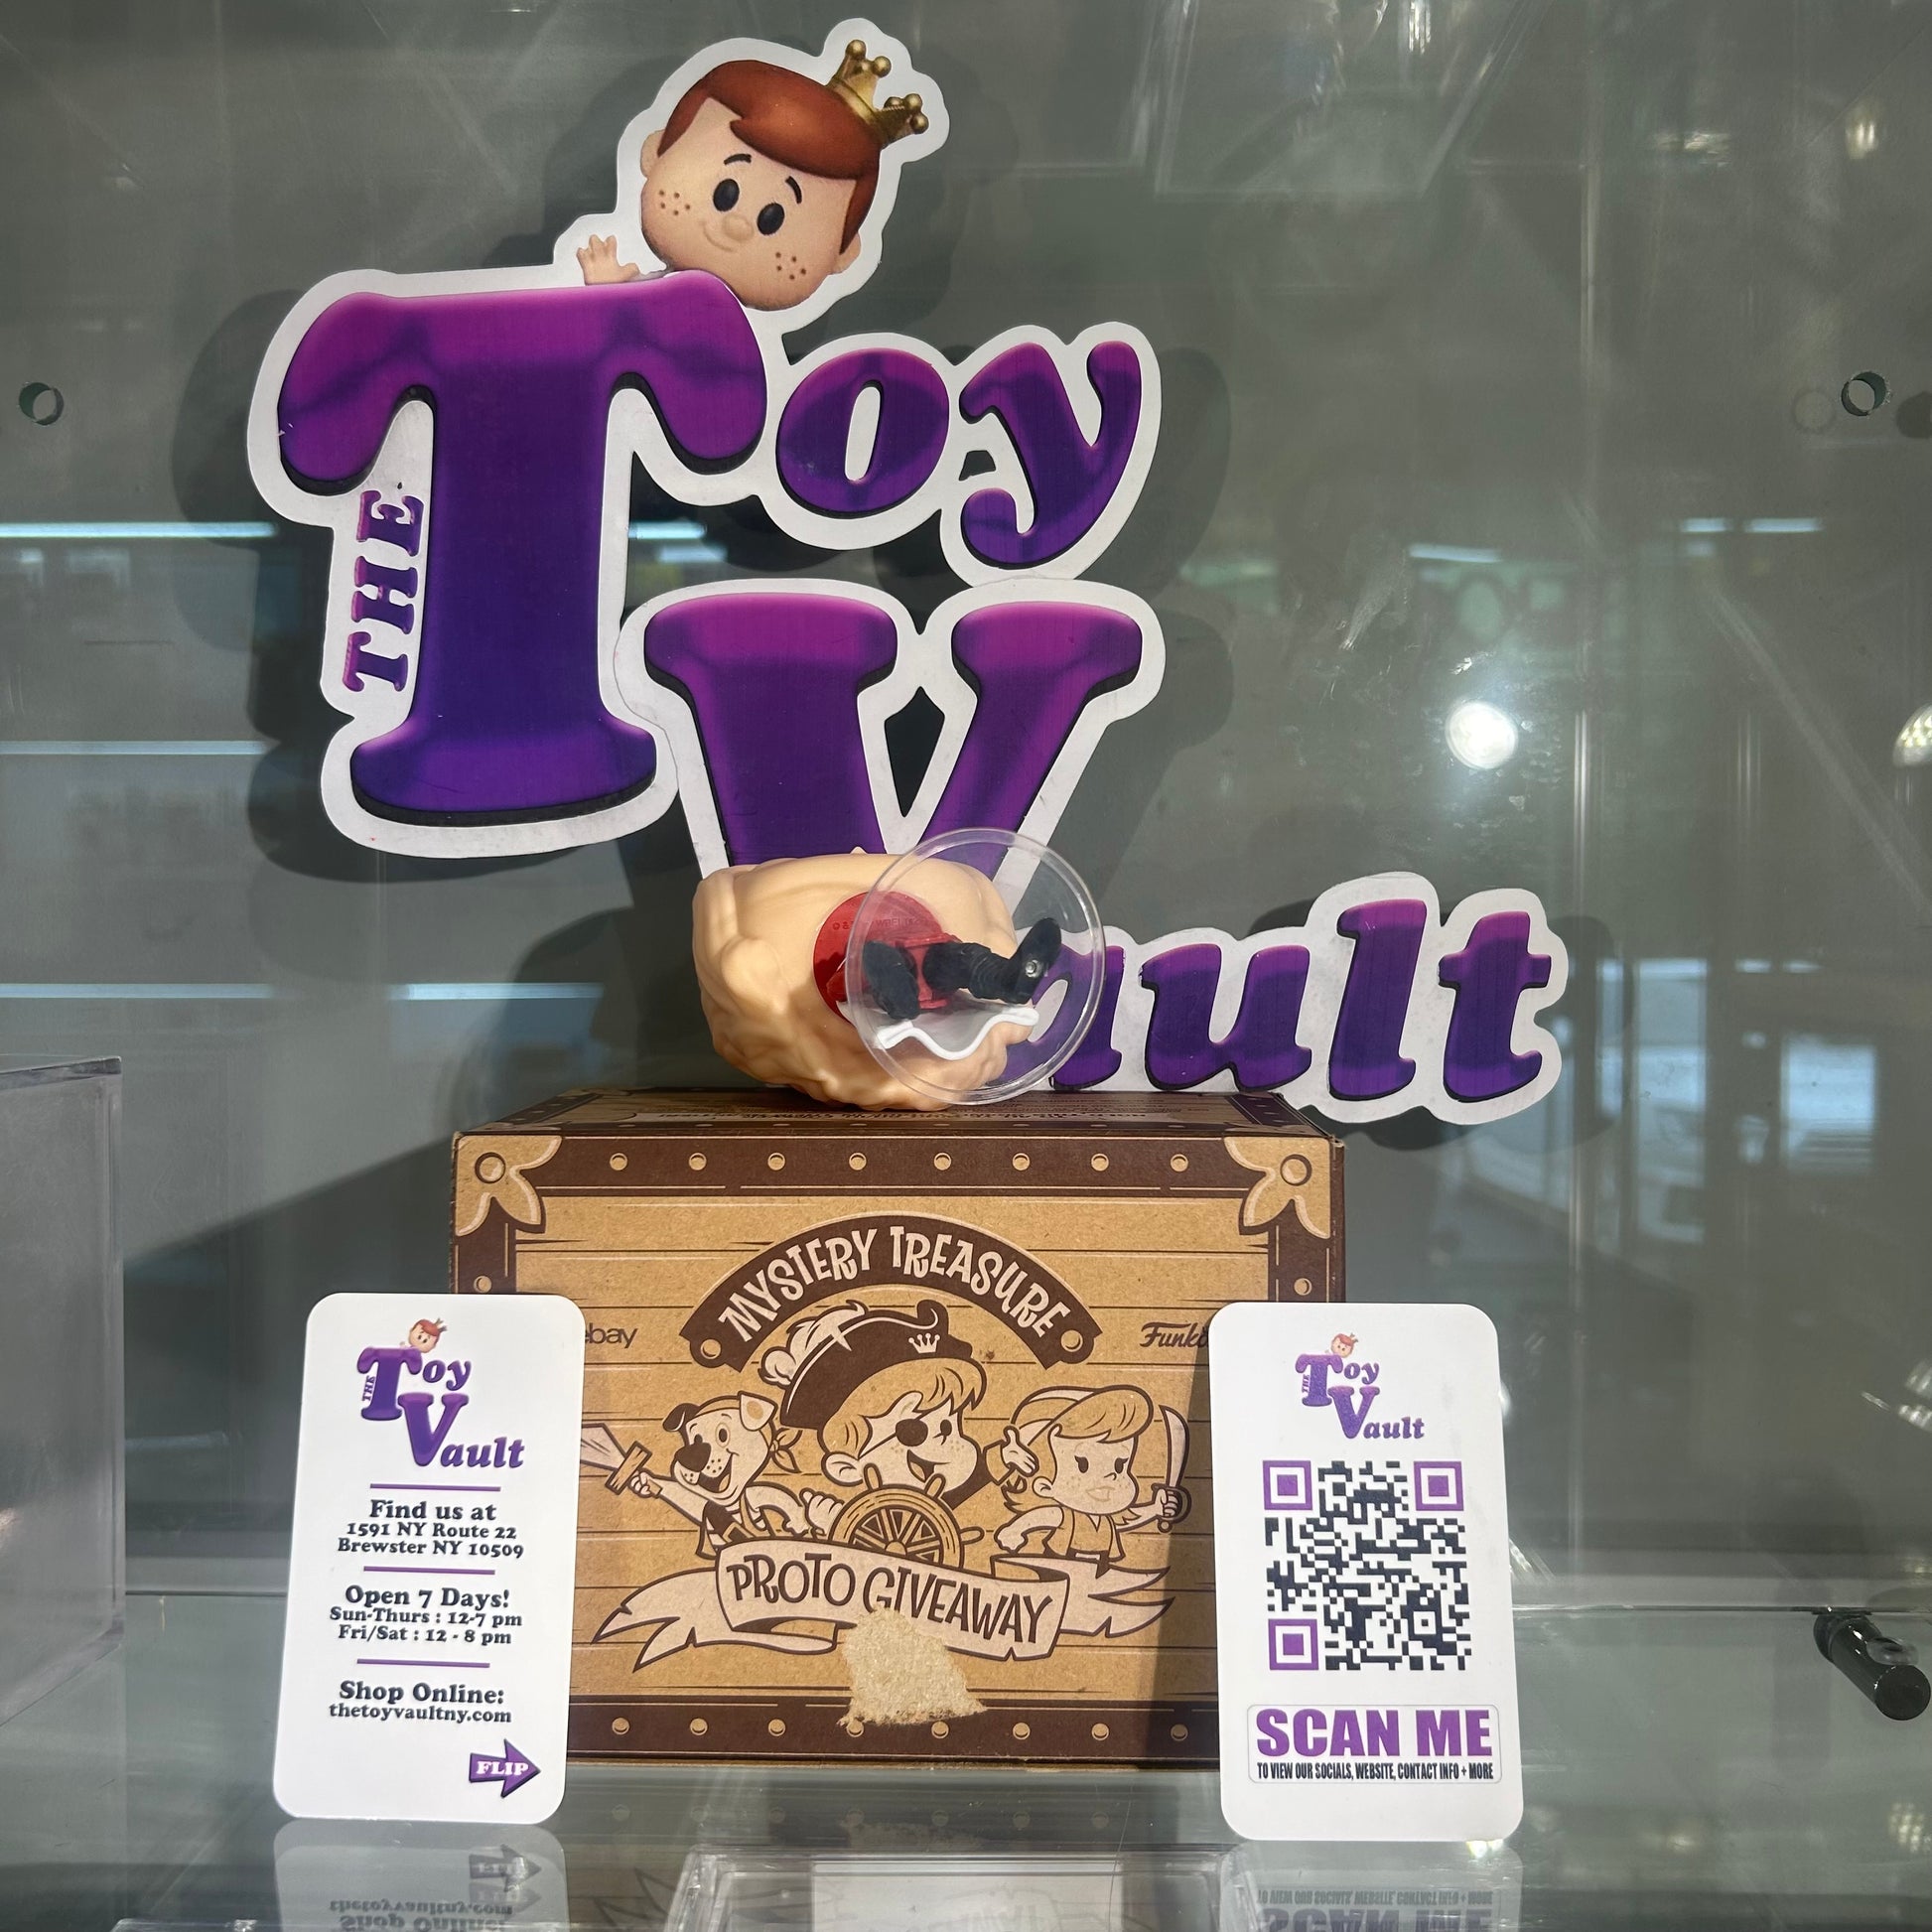 THE Toy
Vault
MYSTERY TREASURE
ebay
Funko
PROTO GIVEAWAY
THE Toy
Vault
Find us at
1591 NY Route 22
Brewster NY 10509
Open 7 Days!
Sun-Thurs : 12-7 pm
Fri/Sat : 12 - 8 pm
Shop Online:
thetoyvaultny.com
FLIP
THE Toy
Vault
SCAN ME
TO VIEW OUR SOCIALS, WEBSITE, CONTACT INFO + MORE